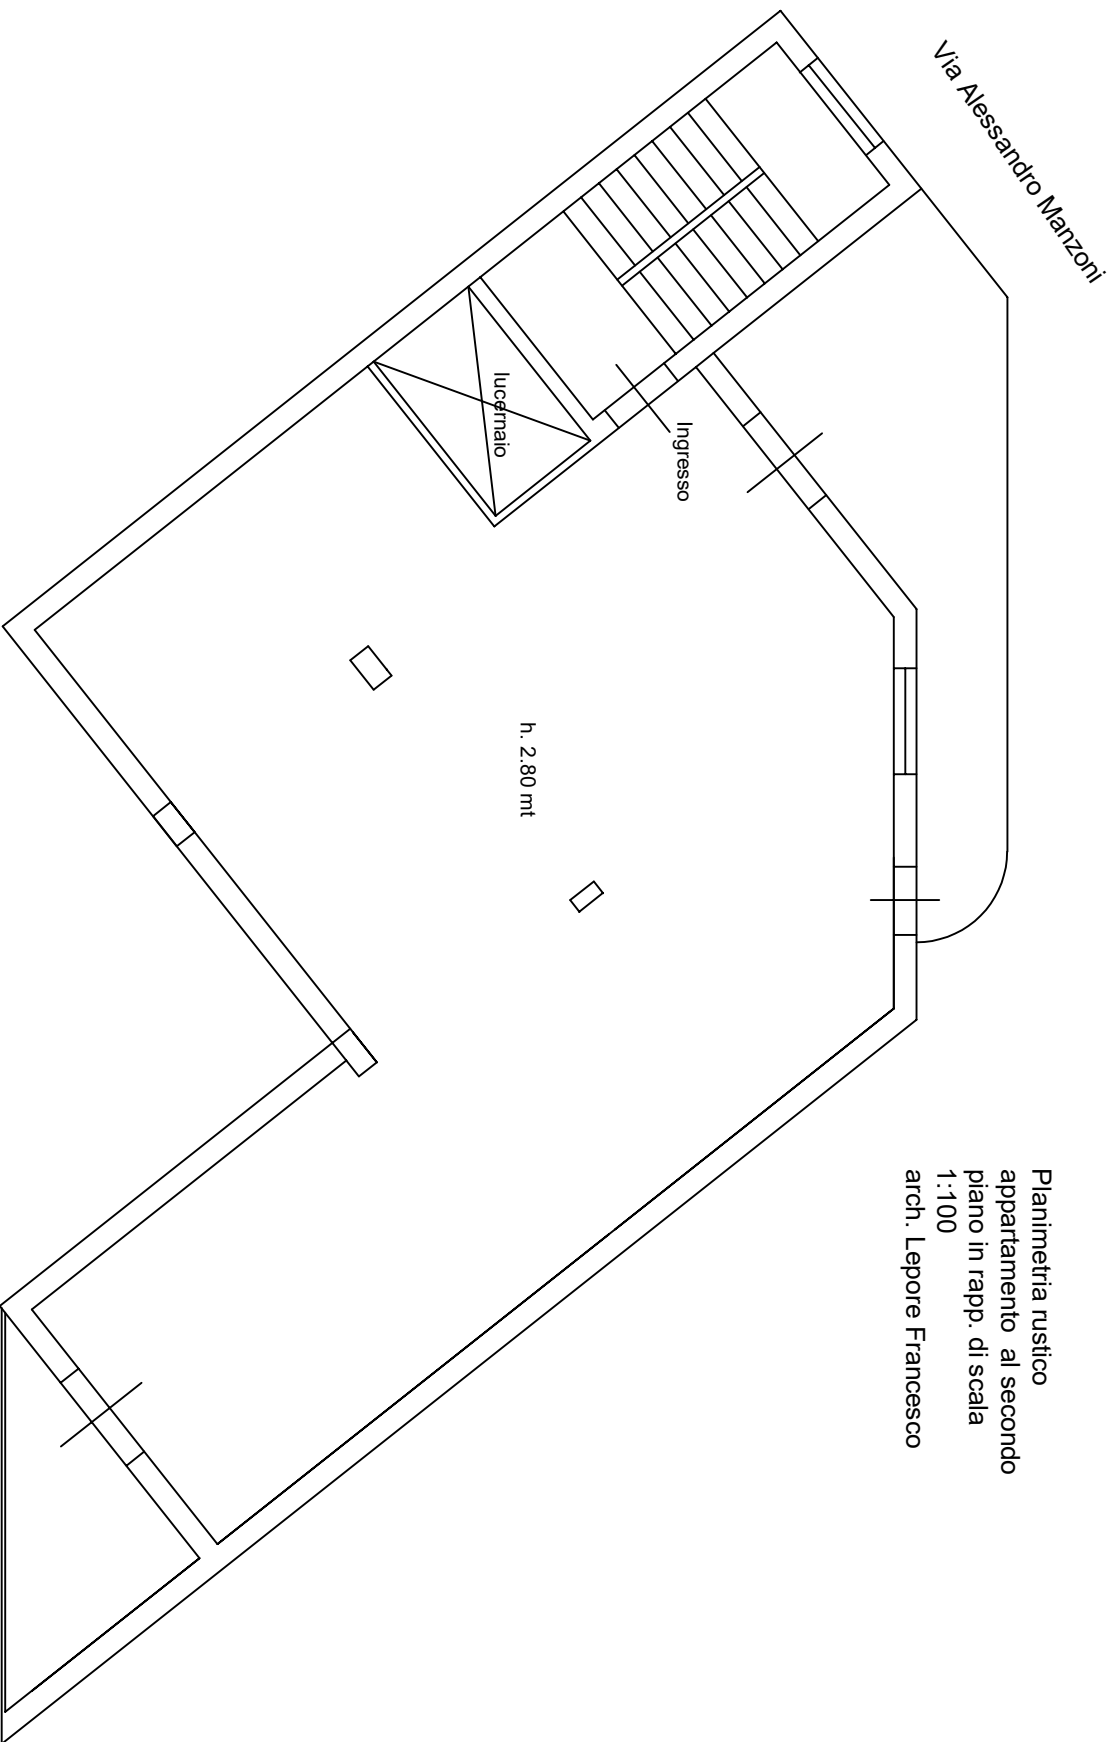 Via Alessandro Manzoni
Ingresso
lucernaio
h. 2.80 mt
Planimetria rustico
appartamento al secondo
piano in rapp. di scala
1:100
arch. Lepore Francesco